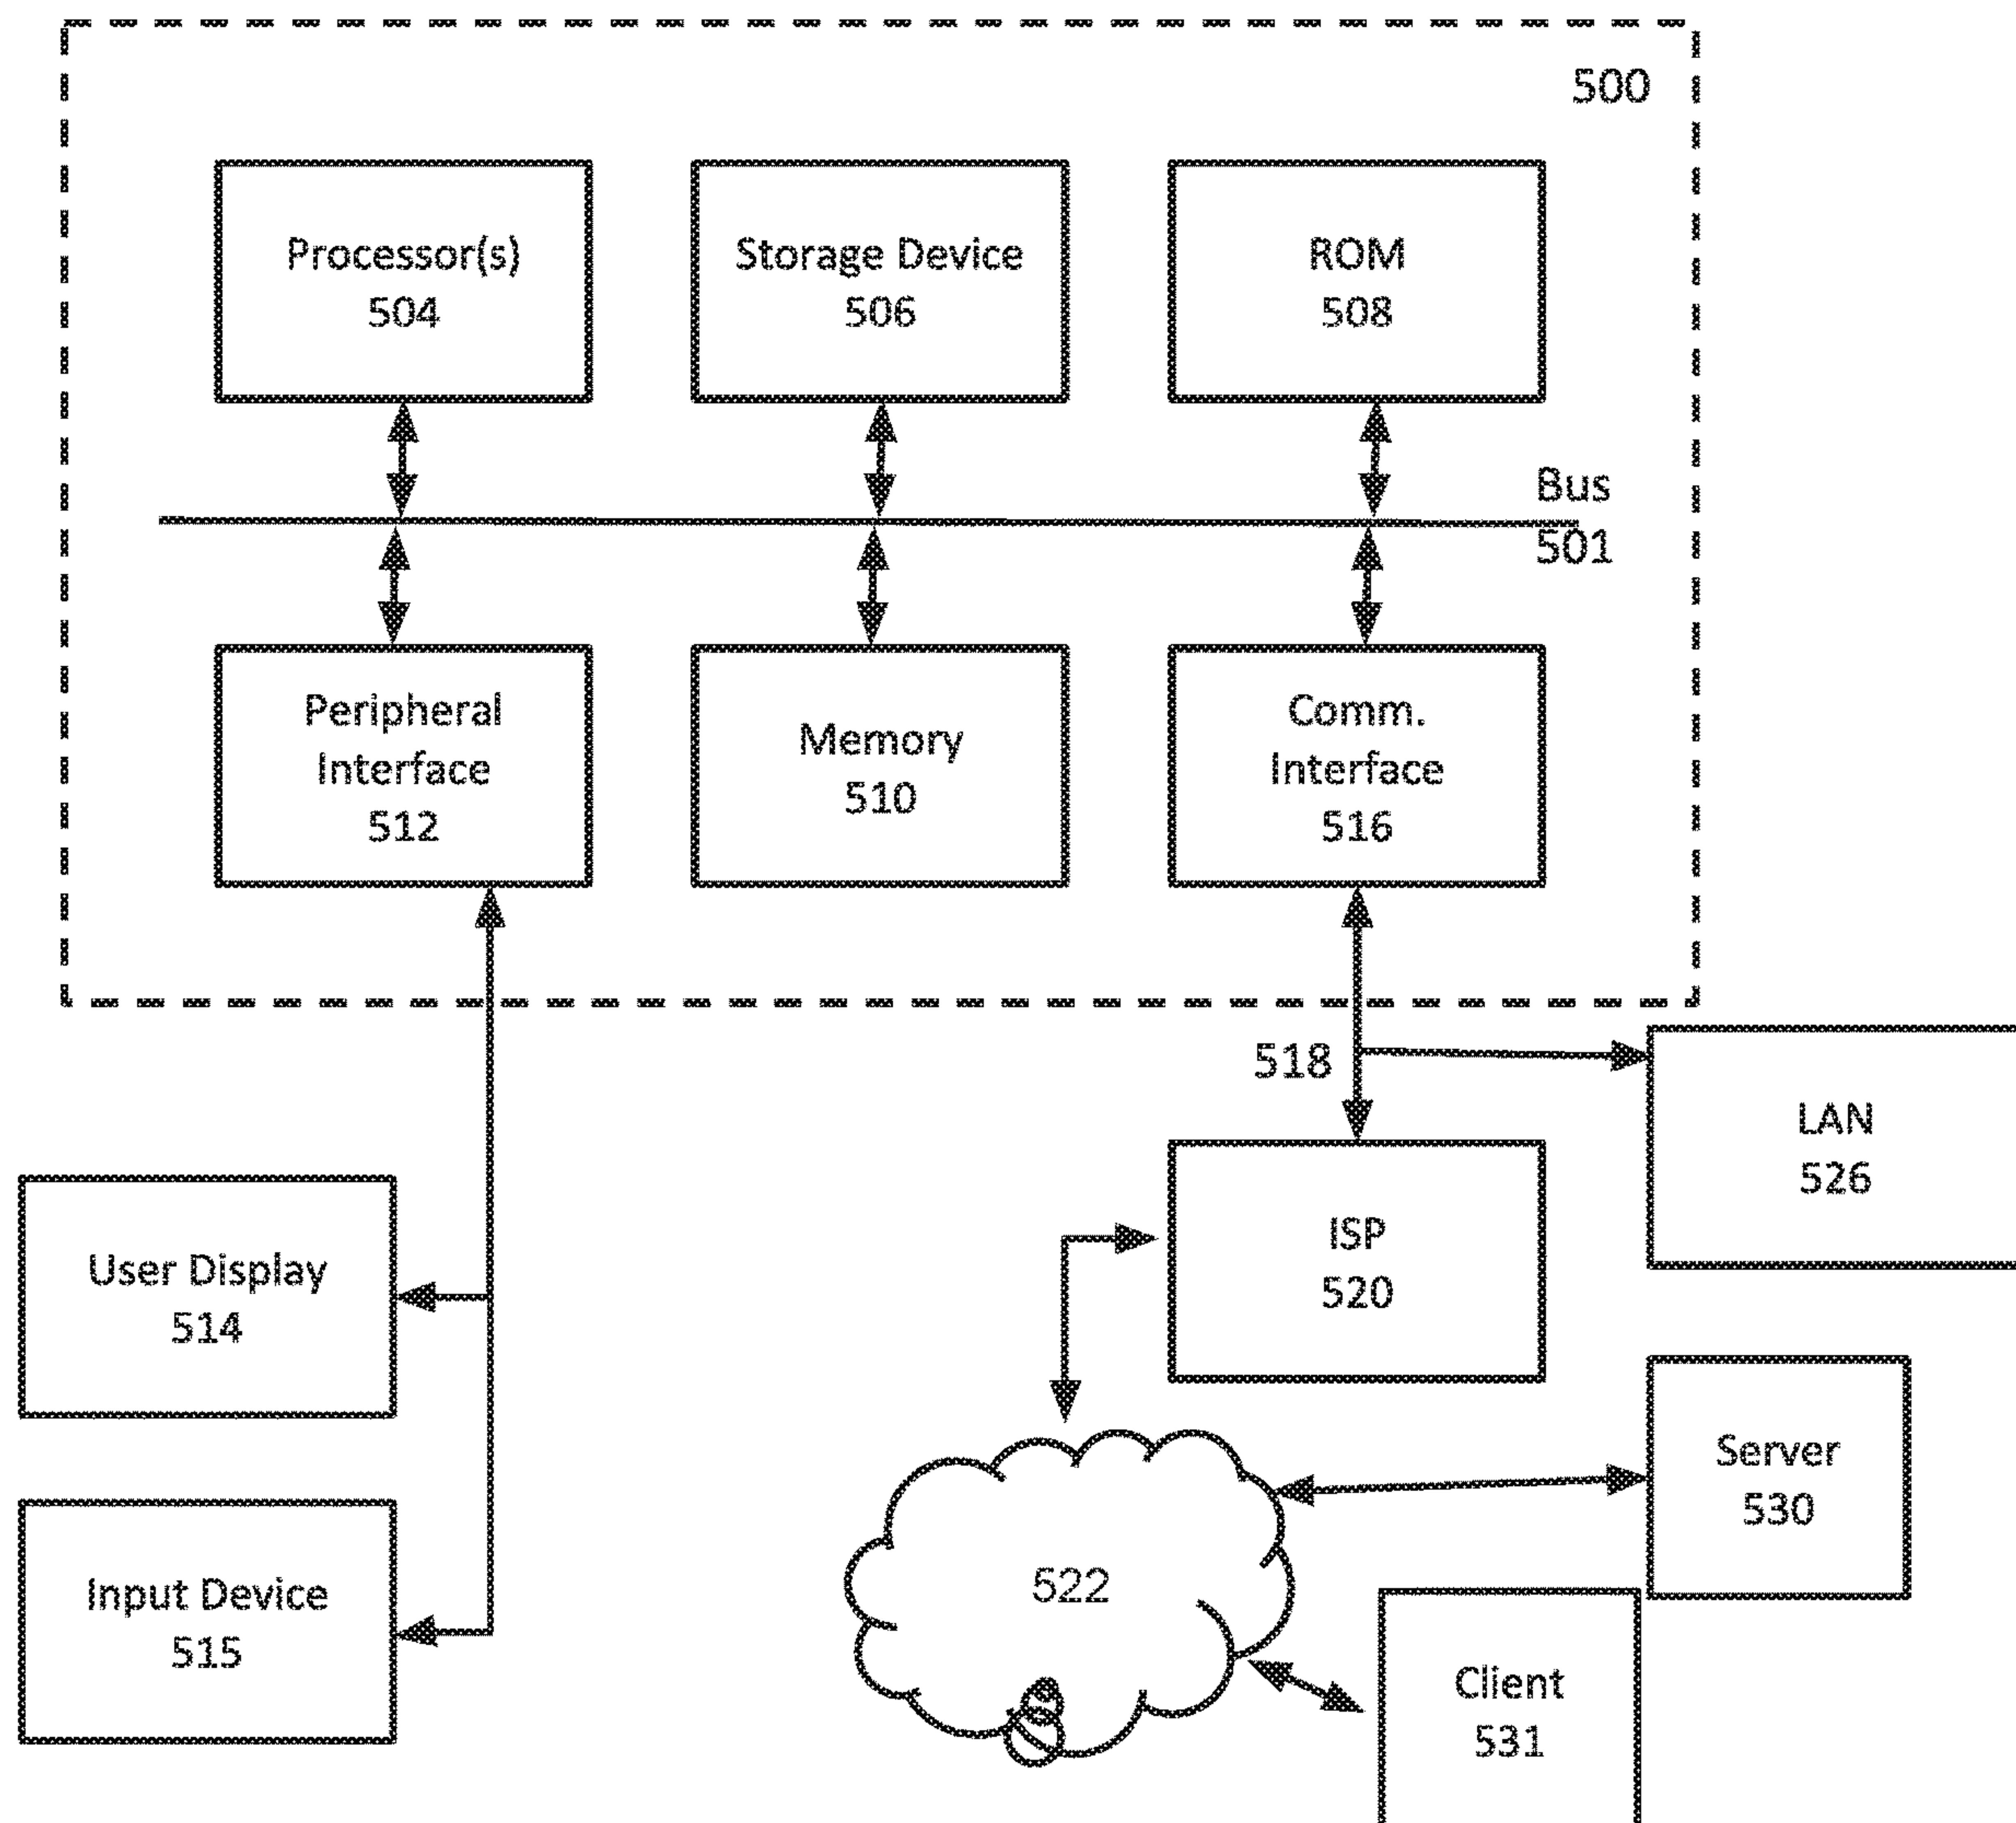 500
Processor(s)
504
Storage Device
506
ROM
508
Bus
501
Peripheral
Interface
512
Memory
510
Comm.
Interface
516
518
LAN
526
ISP
520
User Display
514
Server
530
Input Device
515
522
Client
531